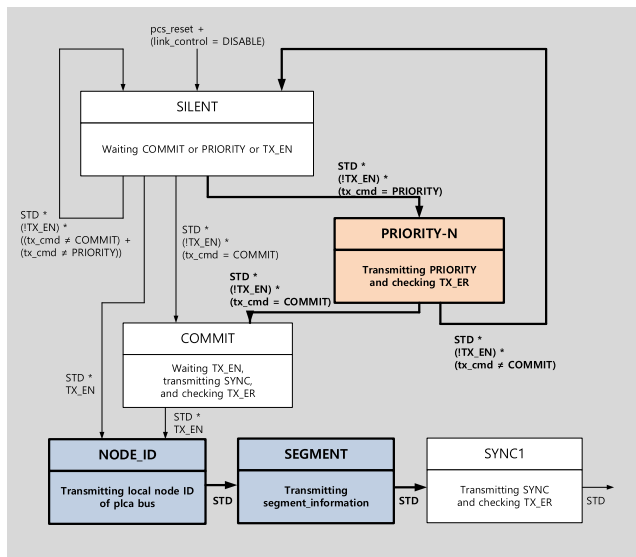 pcs_reset +
(link_control = DISABLE)
SILENT
Waiting COMMIT or PRIORITY or TX_EN
STD *
(!TX_EN) *
(tx_cmd = PRIORITY)
STD *
(!TX_EN) *
((tx_cmd ≠ COMMIT) +
(tx_cmd ≠ PRIORITY))
STD *
(!TX_EN) *
(tx_cmd = COMMIT)
PRIORITY-N
Transmitting PRIORITY
and checking TX_ER
STD *
(!TX_EN) *
(tx_cmd = COMMIT)
STD *
(!TX_EN) *
(tx_cmd ≠ COMMIT)
COMMIT
Waiting TX_EN,
transmitting SYNC,
and checking TX_ER
STD *
TX_EN
STD *
TX_EN
NODE_ID
Transmitting local node ID
of plca bus
STD
SEGMENT
Transmitting
segment_information
STD
SYNC1
Transmitting SYNC
and checking TX_ER
STD